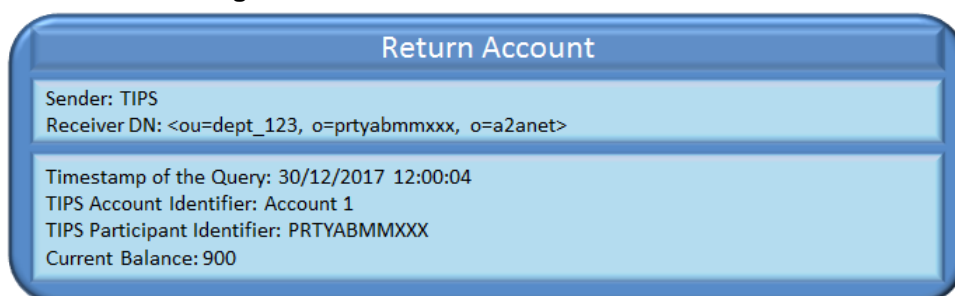 Return Account
Sender: TIPS
Receiver DN: <ou=dept_123, o=prtyabmmxxx, o=a2anet>
Timestamp of the Query: 30/12/2017 12:00:04
TIPS Account Identifier: Account 1
TIPS Participant Identifier: PRTYABMMXXX
Current Balance: 900